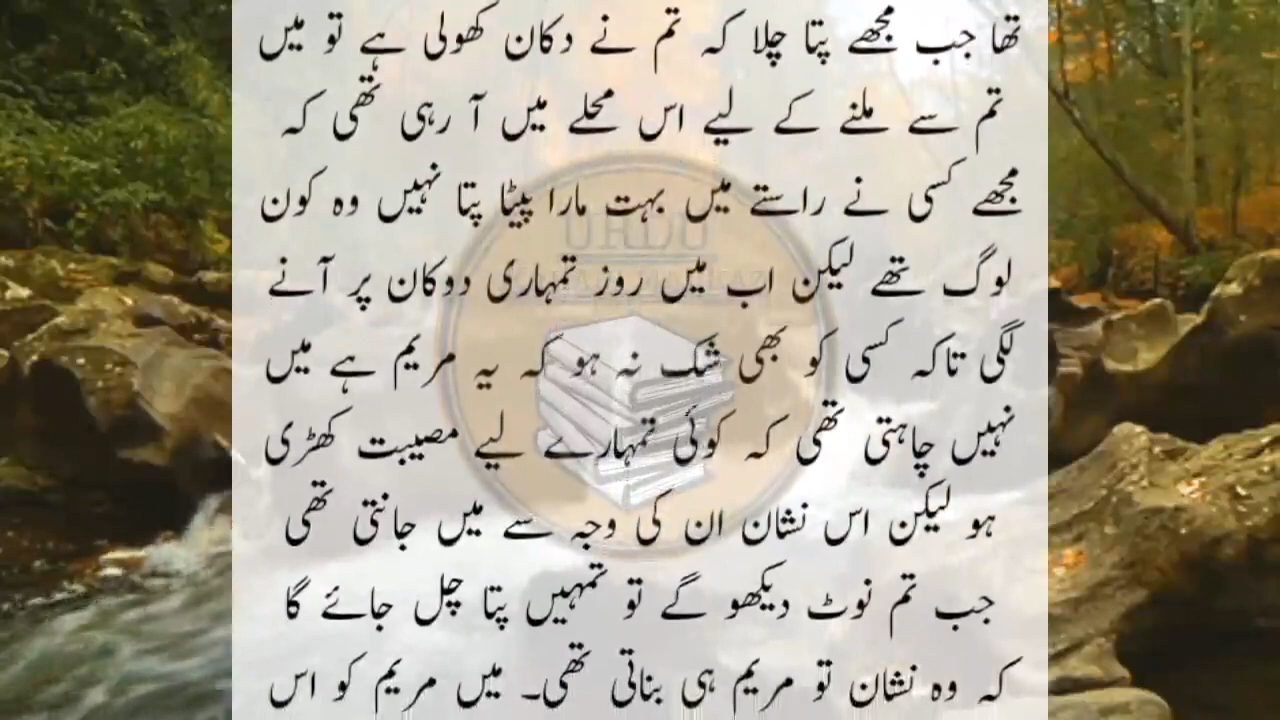 تھا جب مجھے پتا چلا کہ تم نے دکان کھولی ہے تو میں
تم سے ملنے کے لیے اس محلے میں آ رہی تھی کہ
مجھے کسی نے راستے میں بہت مارا پیٹا پتا نہیں وہ کون
لوگ تھے لیکن اب میں روز تمہاری دوکان پر آنے
لگی تاکہ کسی کو بھی شک نہ ہو کہ یہ مریم ہے میں
نہیں چاہتی تھی کہ کوئی تمہارے لیے مصیبت کھڑی
ہو لیکن اس نشان ان کی وجہ سے میں جانتی تھی
جب تم نوٹ دیکھو گے تو تمہیں پتا چل جائے گا
کہ وہ نشان تو مریم ہی بناتی تھی۔ میں مریم کو اس
URDU